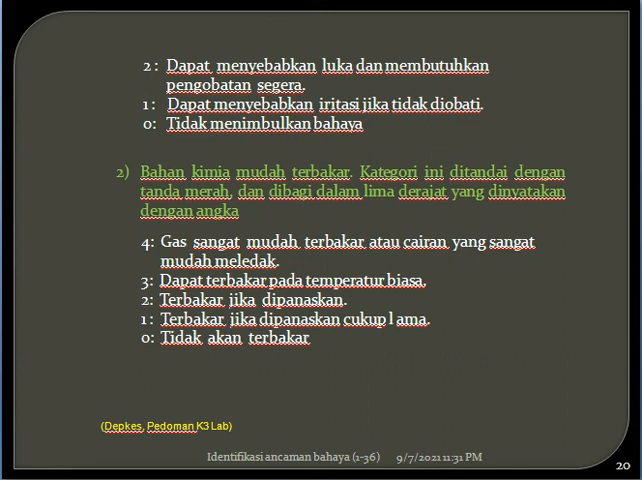 2 : Dapat menyebabkan luka dan membutuhkan
pengobatan segera.
1 : Dapat menyebabkan iritasi jika tidak diobati.
0: Tidak menimbulkan bahaya
2) Bahan kimia mudah terbakar. Kategori ini ditandai dengan
tanda merah, dan dibagi dalam lima derajat yang dinyatakan
dengan angka
4: Gas sangat mudah terbakar atau cairan yang sangat
mudah meledak.
3: Dapat terbakar pada temperatur biasa.
2: Terbakar jika dipanaskan.
1 : Terbakar jika dipanaskan cukup l ama.
0: Tidak akan terbakar
(Depkes, Pedoman K3 Lab)
Identifikasi ancaman bahaya (1-36) 9/7/2021 11:31 PM
20